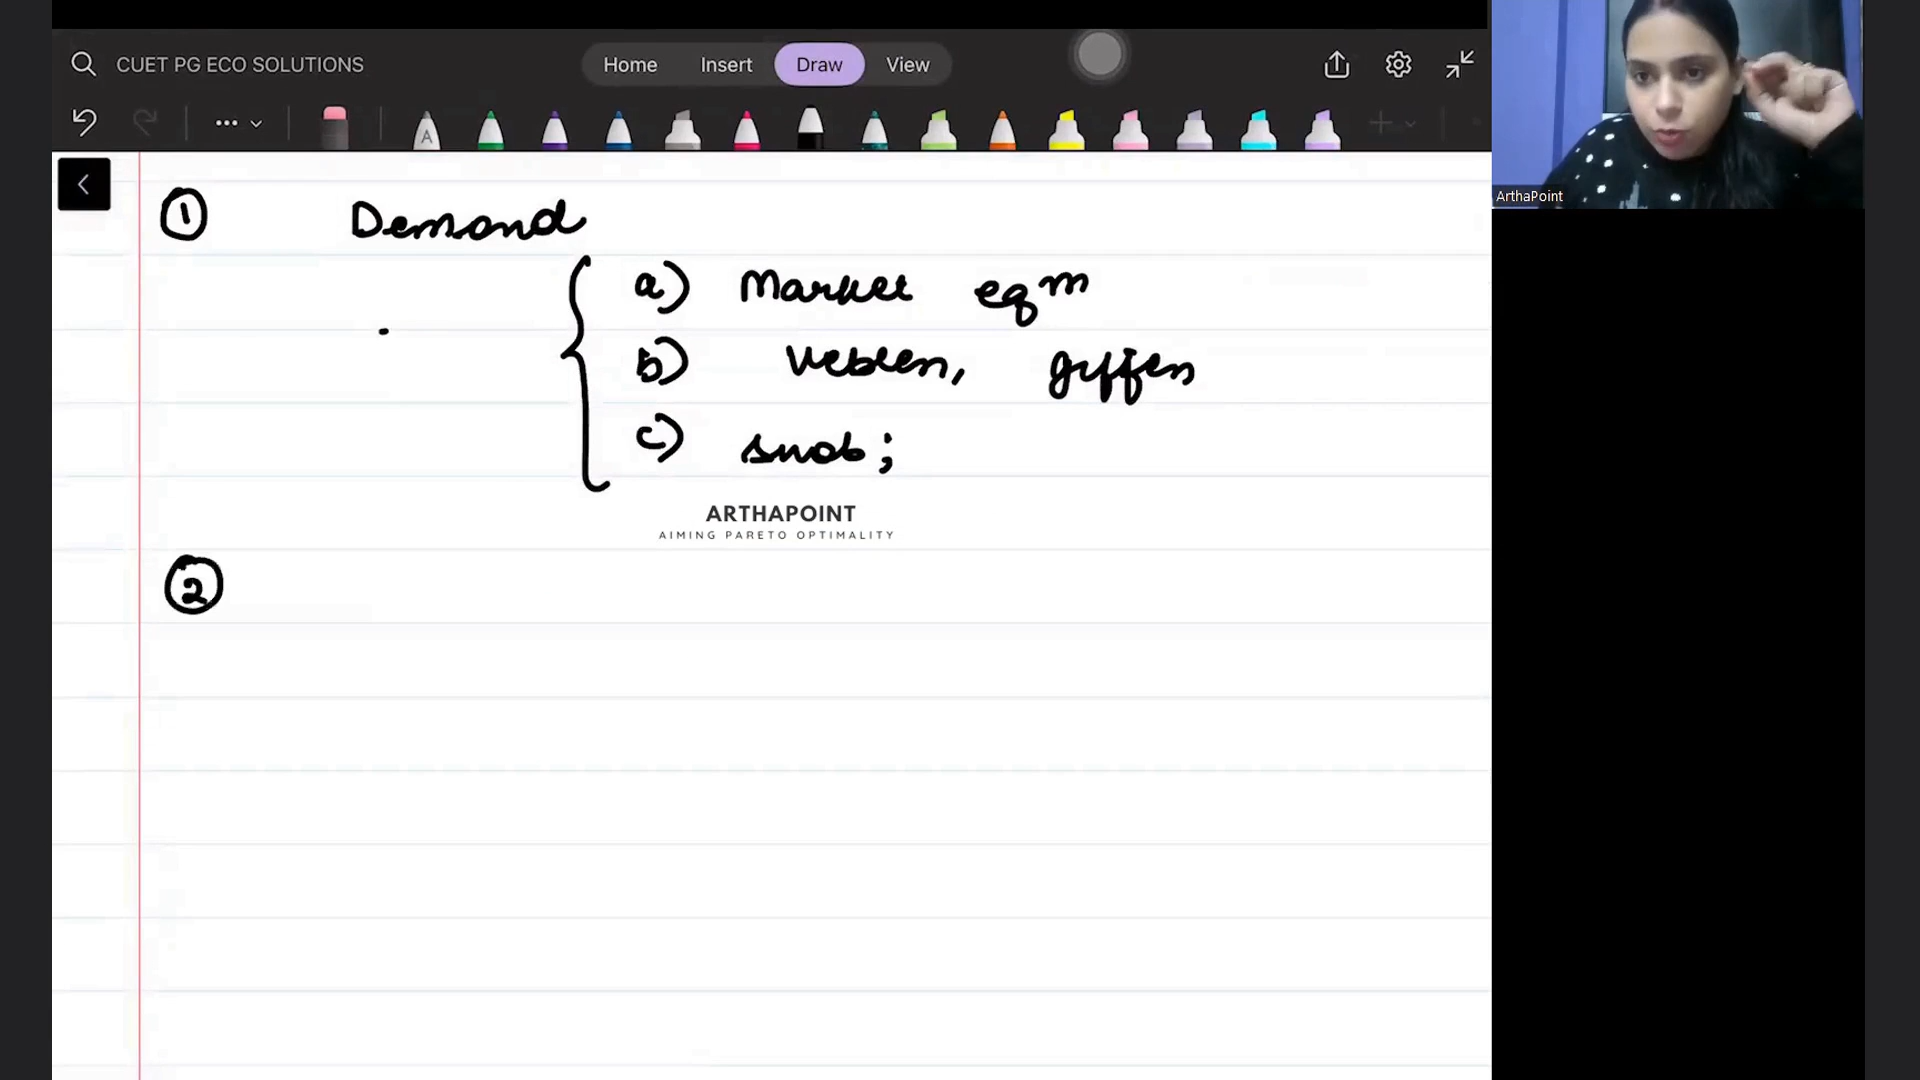 CUET PG ECO SOLUTIONS
Home Insert Draw View
A
ArthaPoint
① Demand
a) Market eqm
b) Veblen, giffen
c) snob;
ARTHAPOINT
AIMING PARETO OPTIMALITY
②